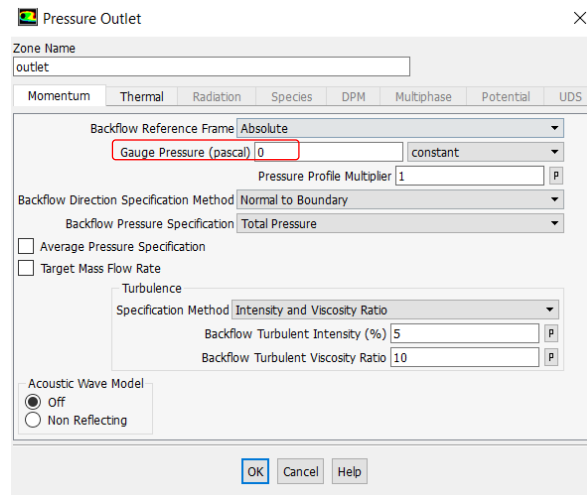 Pressure Outlet
Zone Name
outlet
Momentum Thermal Radiation Species DPM Multiphase Potential UDS
Backflow Reference Frame Absolute
Gauge Pressure (pascal) 0 constant
Pressure Profile Multiplier 1 P
Backflow Direction Specification Method Normal to Boundary
Backflow Pressure Specification Total Pressure
Average Pressure Specification
Target Mass Flow Rate
Turbulence
Specification Method Intensity and Viscosity Ratio
Backflow Turbulent Intensity (%) 5 P
Backflow Turbulent Viscosity Ratio 10 P
Acoustic Wave Model
Off
Non Reflecting
OK Cancel Help